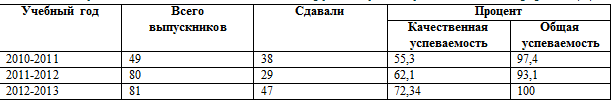 Учебный год Всего выпускников Сдавали Процент
Качественная успеваемость Общая успеваемость
2010-2011 49 38 55,3 97,4
2011-2012 80 29 62,1 93,1
2012-2013 81 47 72,34 100